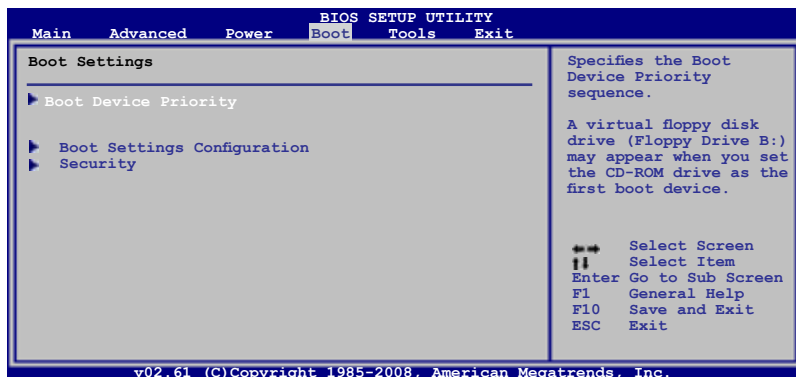 BIOS SETUP UTILITY
Main Advanced Power Boot Tools Exit
Boot Settings
Boot Device Priority
Boot Settings Configuration
Security
Specifies the Boot
Device Priority
sequence.
A virtual floppy disk
drive (Floppy Drive B:)
may appear when you set
the CD-ROM drive as the
first boot device.
Select Screen
Select Item
Enter Go to Sub Screen
F1 General Help
F10 Save and Exit
ESC Exit
v02.61 (C)Copyright 1985-2008, American Megatrends, Inc.